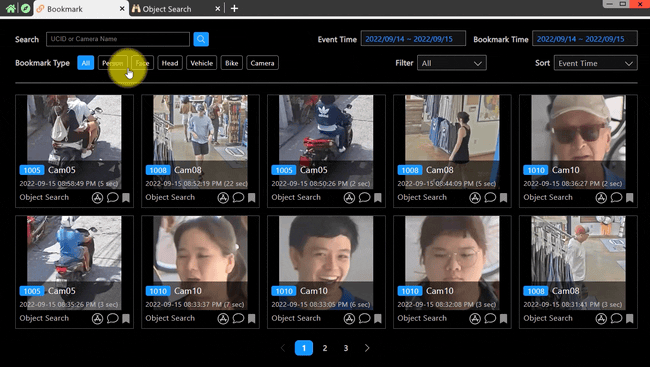 Bookmark
Object Search
Search
UCID or Camera Name
Event Time
2022/09/14 ~ 2022/09/15
Bookmark Time
2022/09/14 ~ 2022/09/15
Bookmark Type
All
Person
Face
Head
Vehicle
Bike
Camera
Filter
All
Sort
Event Time
1005 Cam05
2022-09-15 08:58:49 PM (5 sec)
Object Search
1008 Cam08
2022-09-15 08:52:19 PM (22 sec)
Object Search
1005 Cam05
2022-09-15 08:50:26 PM (2 sec)
Object Search
1008 Cam08
2022-09-15 08:44:09 PM (5 sec)
Object Search
1010 Cam10
2022-09-15 08:36:27 PM (2 sec)
Object Search
1005 Cam05
2022-09-15 08:35:26 PM (3 sec)
Object Search
1010 Cam10
2022-09-15 08:33:37 PM (7 sec)
Object Search
1010 Cam10
2022-09-15 08:33:05 PM (6 sec)
Object Search
1010 Cam10
2022-09-15 08:32:08 PM (3 sec)
Object Search
1008 Cam08
2022-09-15 08:31:41 PM (3 sec)
Object Search
1 2 3